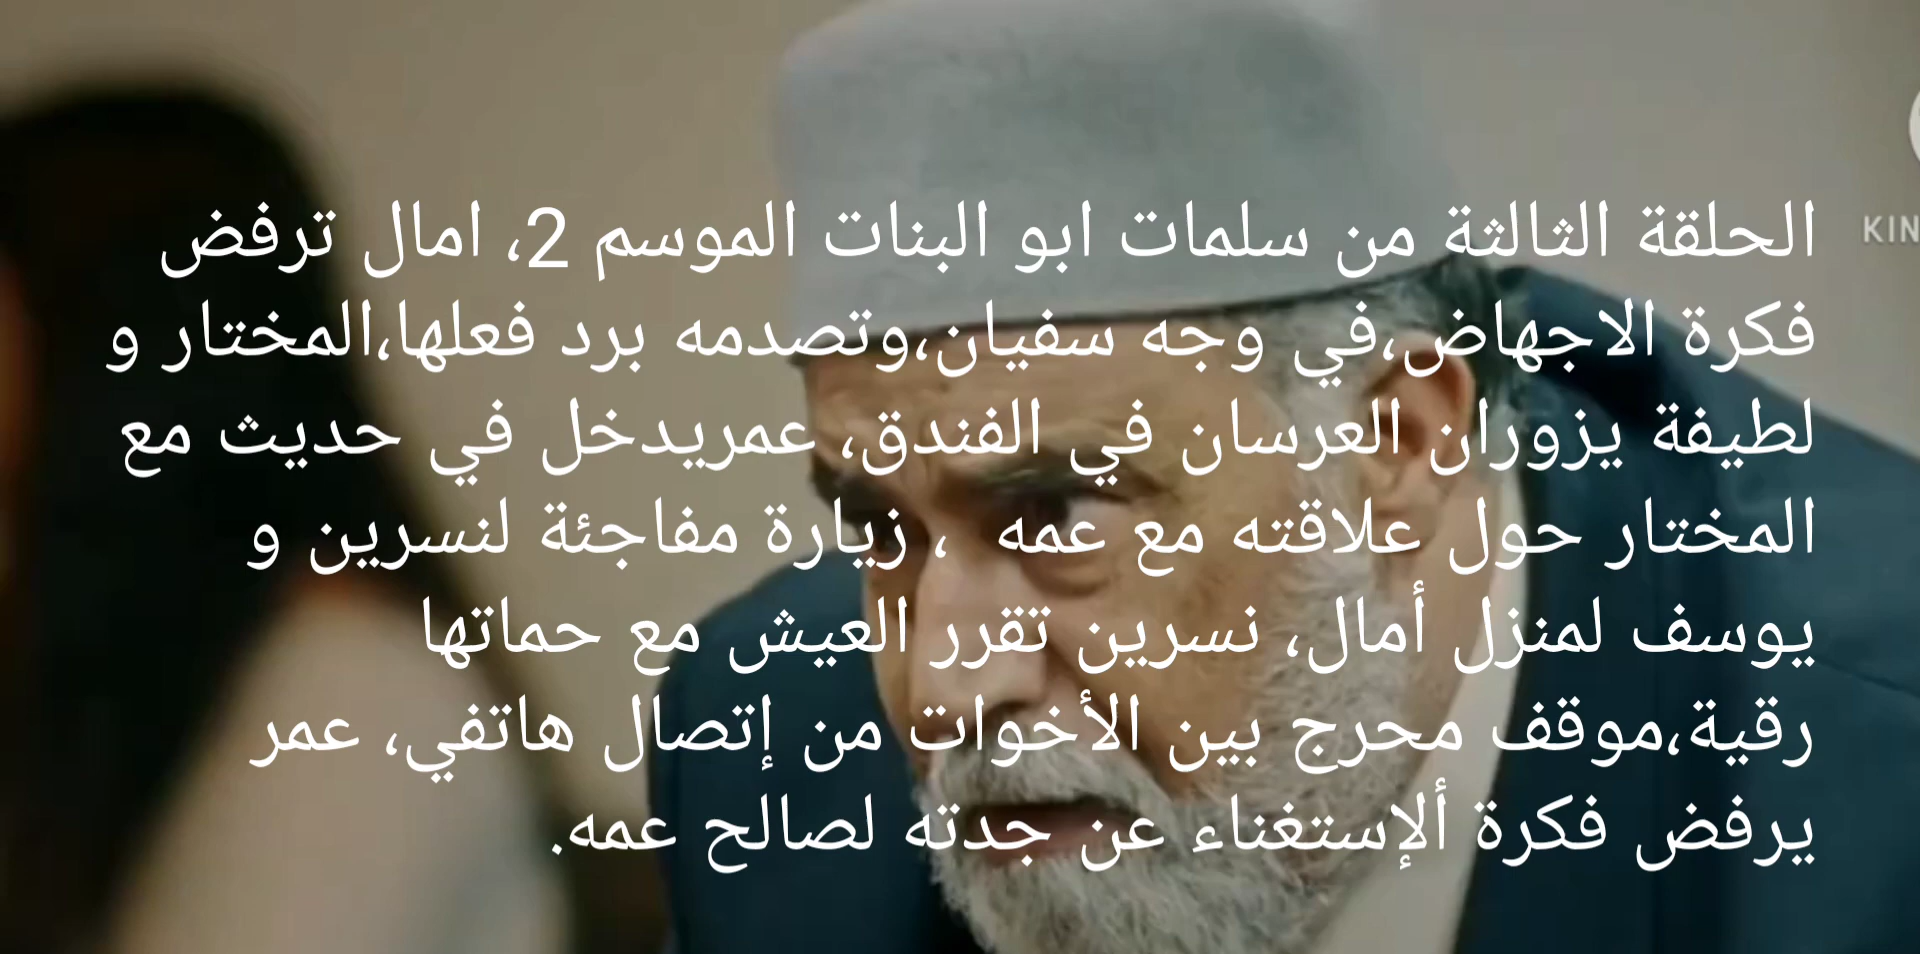 الحلقة الثالثة من سلمات ابو البنات الموسم 2، امال ترفض
فكرة الاجهاض،في وجه سفيان،وتصدمه برد فعلها،المختار و
لطيفة يزوران العرسان في الفندق، عمريدخل في حديث مع
المختار حول علاقته مع عمه ، زيارة مفاجئة لنسرين و
يوسف لمنزل أمال، نسرين تقرر العيش مع حماتها
رقية،موقف محرج بين الأخوات من إتصال هاتفي، عمر
يرفض فكرة ألإستغناء عن جدته لصالح عمه.
KIN